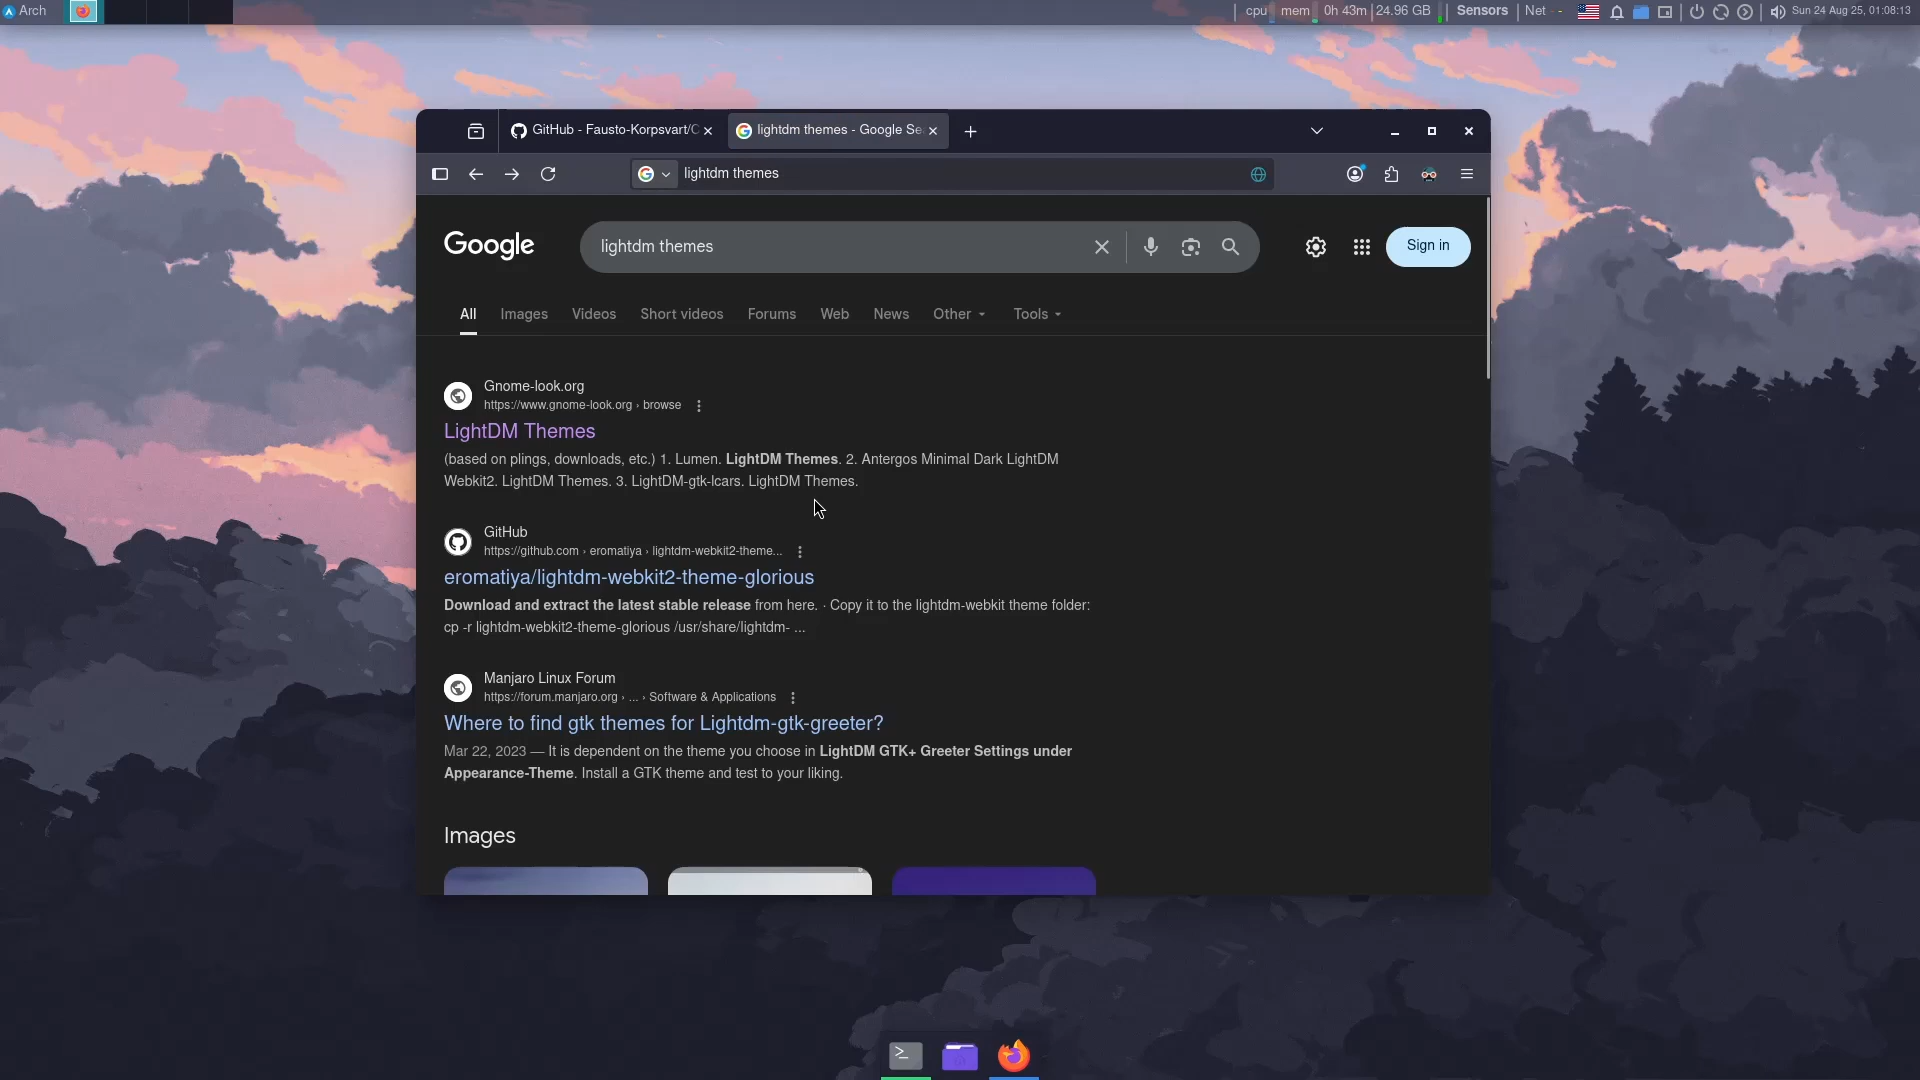 Arch
cpu mem 0h 43m 24.96 GB Sensors Net Sun 24 Aug 25, 01:08:13
GitHub - Fausto-Korpsvart/C
lightdm themes - Google Se
lightdm themes
Google
lightdm themes
Sign in
All Images Videos Short videos Forums Web News Other Tools
Gnome-look.org
https://www.gnome-look.org › browse
LightDM Themes
(based on plings, downloads, etc.) 1. Lumen. LightDM Themes. 2. Antergos Minimal Dark LightDM
Webkit2. LightDM Themes. 3. LightDM-gtk-lcars. LightDM Themes.
GitHub
https://github.com › eromatiya › lightdm-webkit2-theme...
eromatiya/lightdm-webkit2-theme-glorious
Download and extract the latest stable release from here. · Copy it to the lightdm-webkit theme folder:
cp -r lightdm-webkit2-theme-glorious /usr/share/lightdm- ...
Manjaro Linux Forum
https://forum.manjaro.org › ... › Software & Applications
Where to find gtk themes for Lightdm-gtk-greeter?
Mar 22, 2023 — It is dependent on the theme you choose in LightDM GTK+ Greeter Settings under
Appearance-Theme. Install a GTK theme and test to your liking.
Images